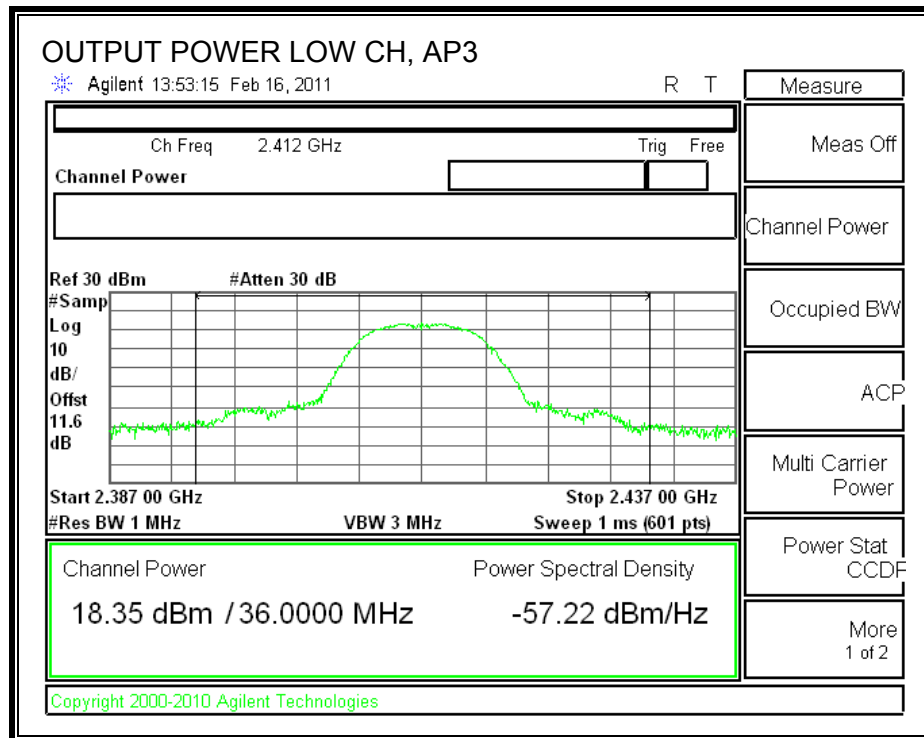 OUTPUT POWER LOW CH, AP3
Agilent 13:53:15 Feb 16, 2011 R T
Measure
Ch Freq 2.412 GHz Trig Free
Channel Power
Ref 30 dBm #Atten 30 dB
#Samp
Log
10
dB/
Offst
11.6
dB
Start 2.387 00 GHz Stop 2.437 00 GHz
#Res BW 1 MHz VBW 3 MHz Sweep 1 ms (601 pts)
Channel Power Power Spectral Density
18.35 dBm / 36.0000 MHz -57.22 dBm/Hz
Copyright 2000-2010 Agilent Technologies
Meas Off
Channel Power
Occupied BW
ACP
Multi Carrier
Power
Power Stat
CCDF
More
1 of 2